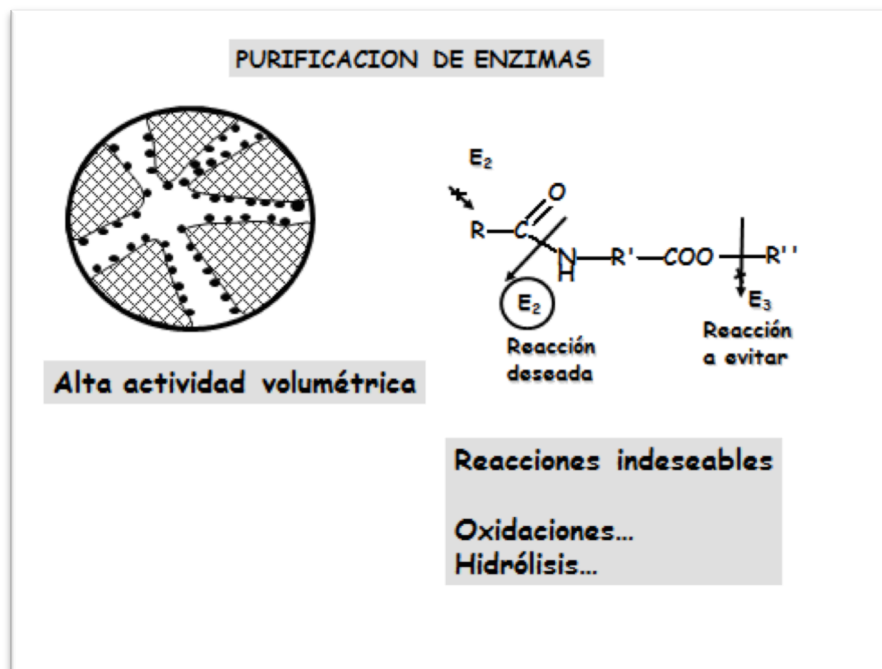 PURIFICACION DE ENZIMAS
E2
O
R—C
N
H
—R'—COO—R''
E2
E3
Reacción
deseada
Reacción
a evitar
Alta actividad volumétrica
Reacciones indeseables
Oxidaciones...
Hidrólisis...